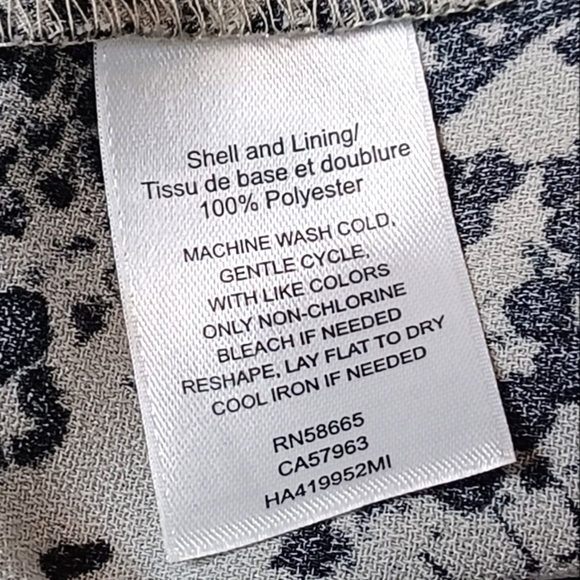 Shell and Lining/
Tissu de base et doublure
100% Polyester
MACHINE WASH COLD,
GENTLE CYCLE,
WITH LIKE COLORS
ONLY NON-CHLORINE
BLEACH IF NEEDED
RESHAPE, LAY FLAT TO DRY
COOL IRON IF NEEDED
RN58665
CA57963
HA419952MI